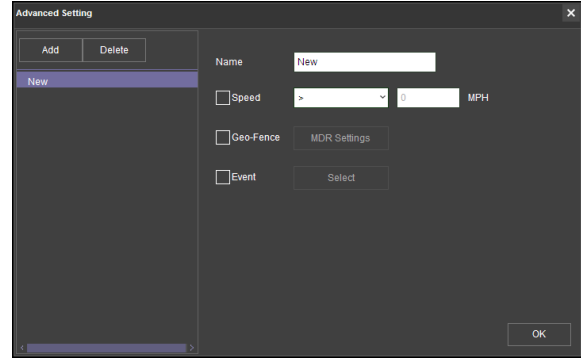 Advanced Setting
Add Delete
New
Name New
Speed > 0 MPH
Geo-Fence MDR Settings
Event Select
OK